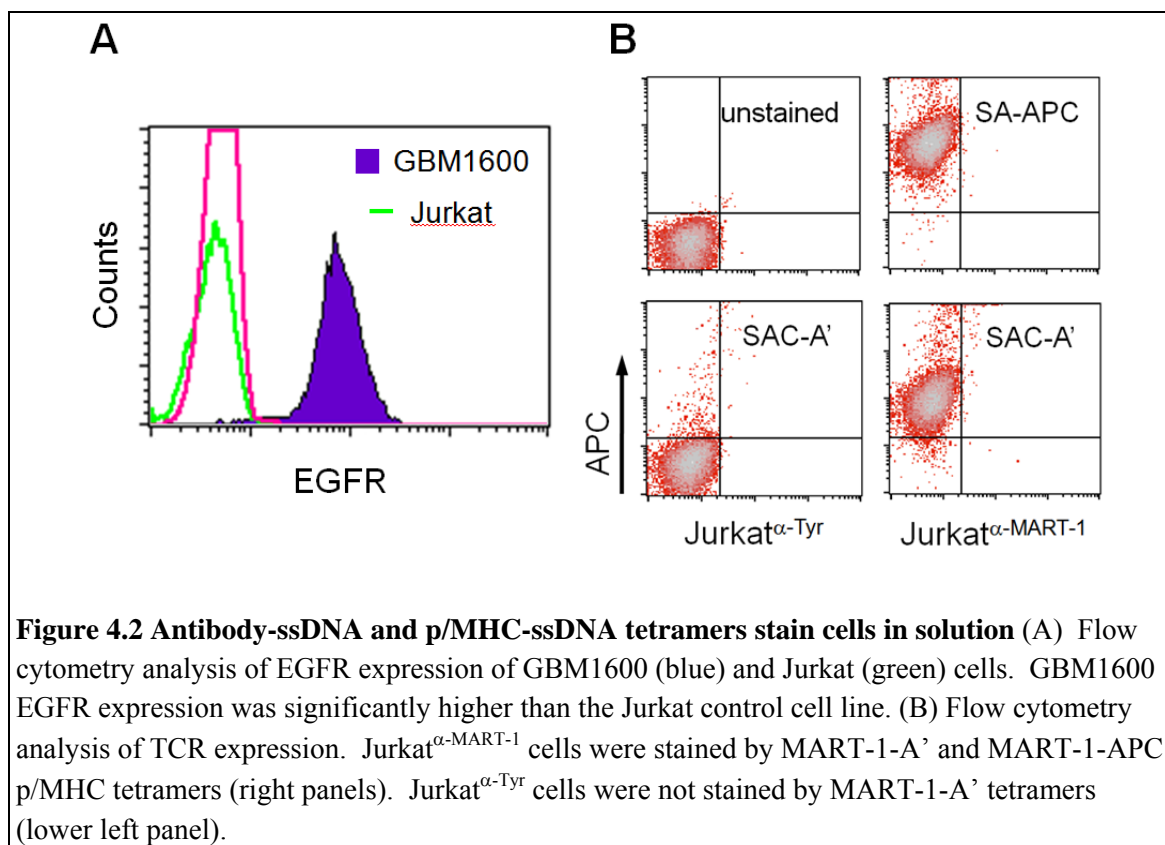 A
B
GBM1600
Jurkat
Counts
EGFR
unstained
SA-APC
SAC-A’
SAC-A’
APC
Jurkatα-Tyr
Jurkatα-MART-1
Figure 4.2 Antibody-ssDNA and p/MHC-ssDNA tetramers stain cells in solution (A) Flow
cytometry analysis of EGFR expression of GBM1600 (blue) and Jurkat (green) cells. GBM1600
EGFR expression was significantly higher than the Jurkat control cell line. (B) Flow cytometry
analysis of TCR expression. Jurkatα-MART-1 cells were stained by MART-1-A’ and MART-1-APC
p/MHC tetramers (right panels). Jurkatα-Tyr cells were not stained by MART-1-A’ tetramers
(lower left panel).